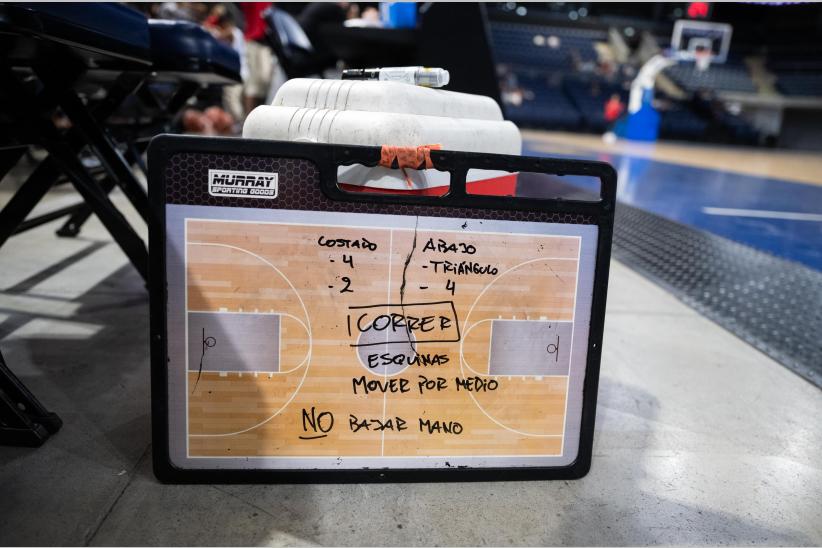 MURRAY
SPORTING GOODS
COSTADO
- 4
- 2
ABAJO
- TRIÁNGULO
- 4
CORRER
ESQUINAS
MOVER POR MEDIO
NO BAJAR MANO